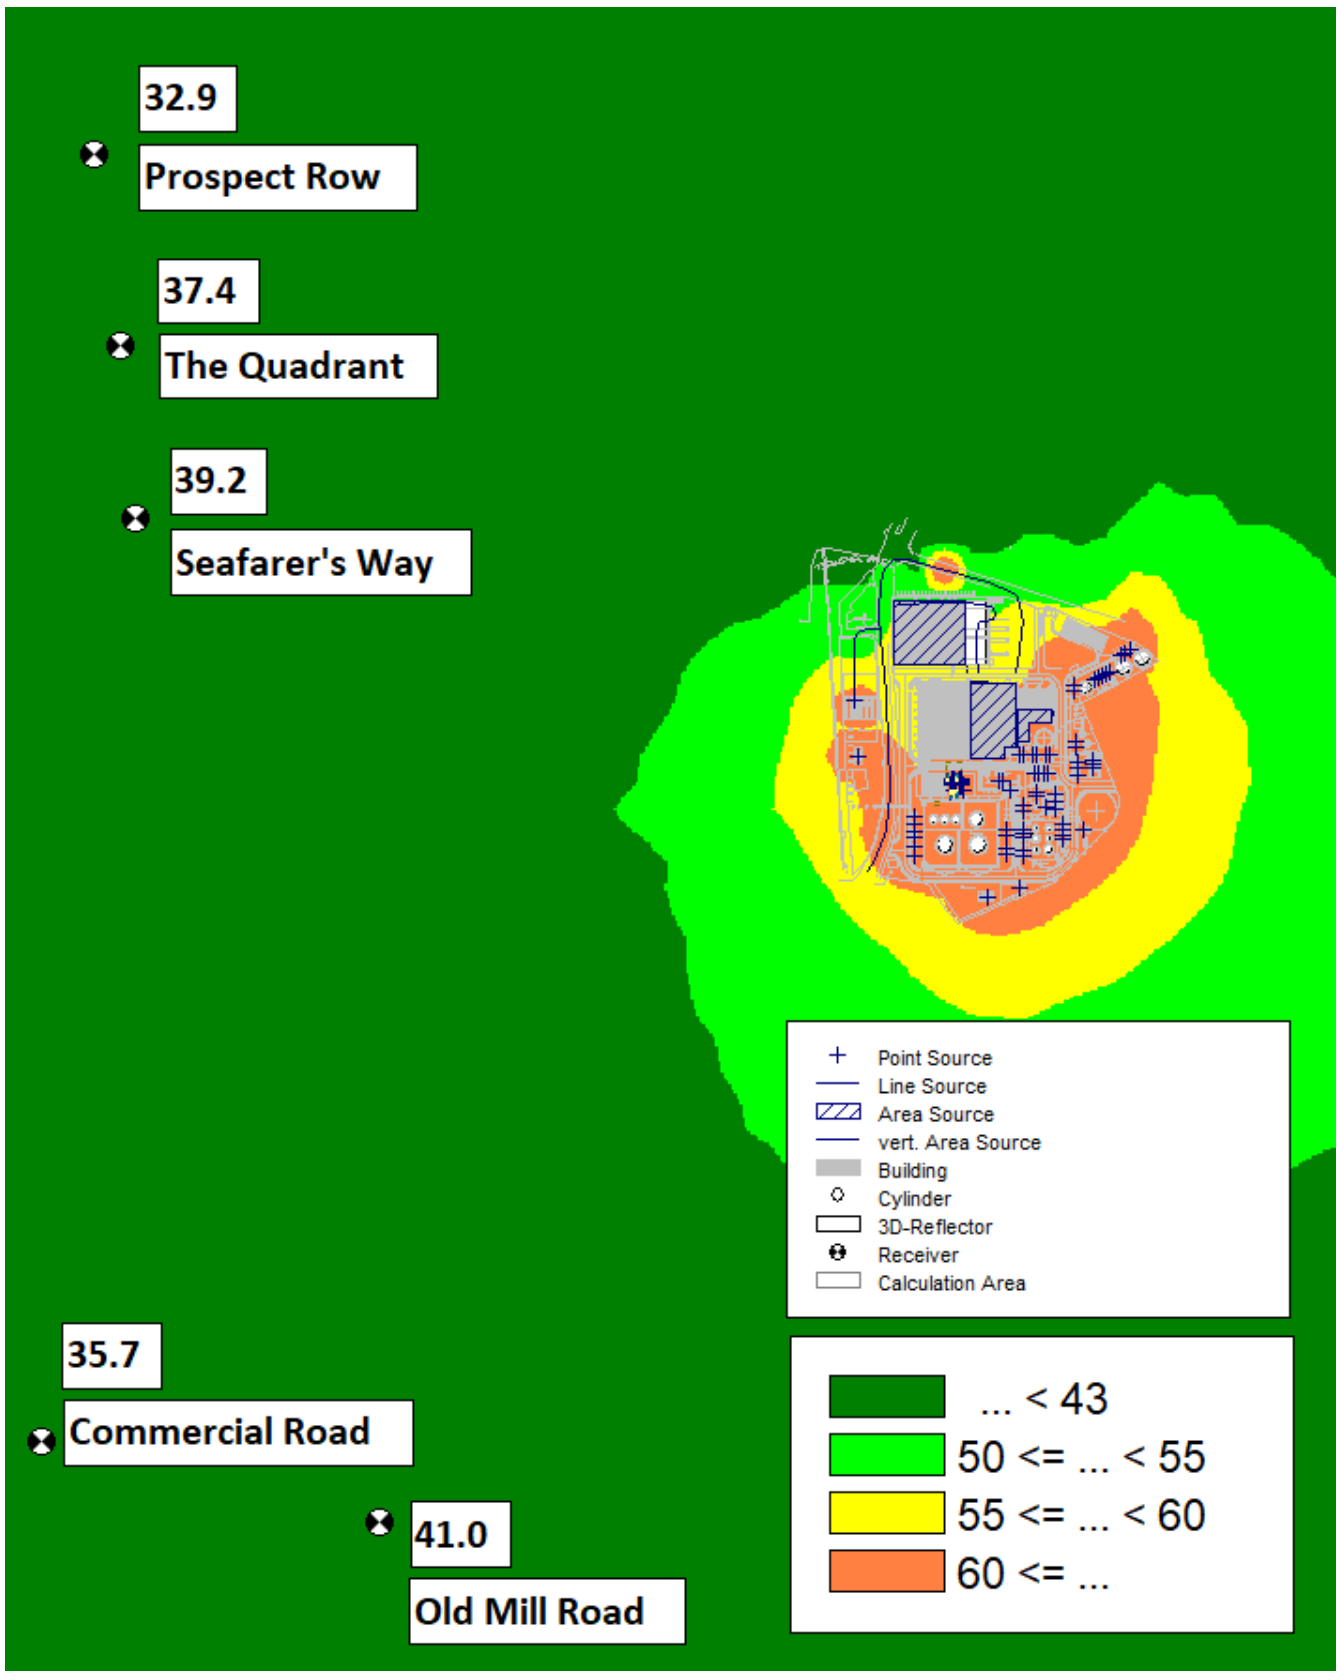 32.9
Prospect Row
37.4
The Quadrant
39.2
Seafarer's Way
Point Source
Line Source
Area Source
vert. Area Source
Building
Cylinder
3D-Reflector
Receiver
Calculation Area
35.7
Commercial Road
41.0
Old Mill Road
... < 43
50 <= ... < 55
55 <= ... < 60
60 <= ...